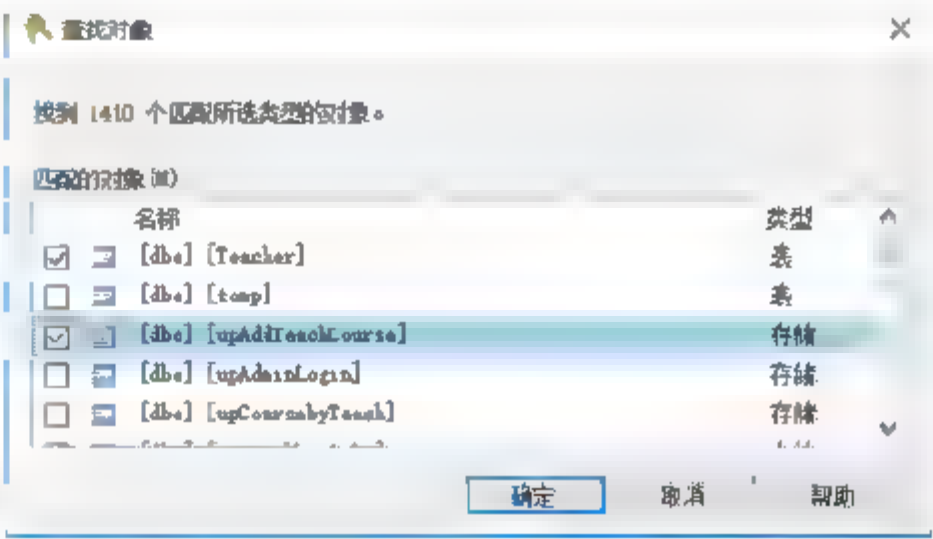 查找对象
找到 1410 个匹配所选类型的对象。
匹配的对象(M)
名称 类型
[dbo] [Teacher] 表
[dbo] [temp] 表
[dbo] [upAddTeachCourse] 存储
[dbo] [upAdminLogin] 存储
[dbo] [upCoursebyTeach] 存储
确定 取消 帮助